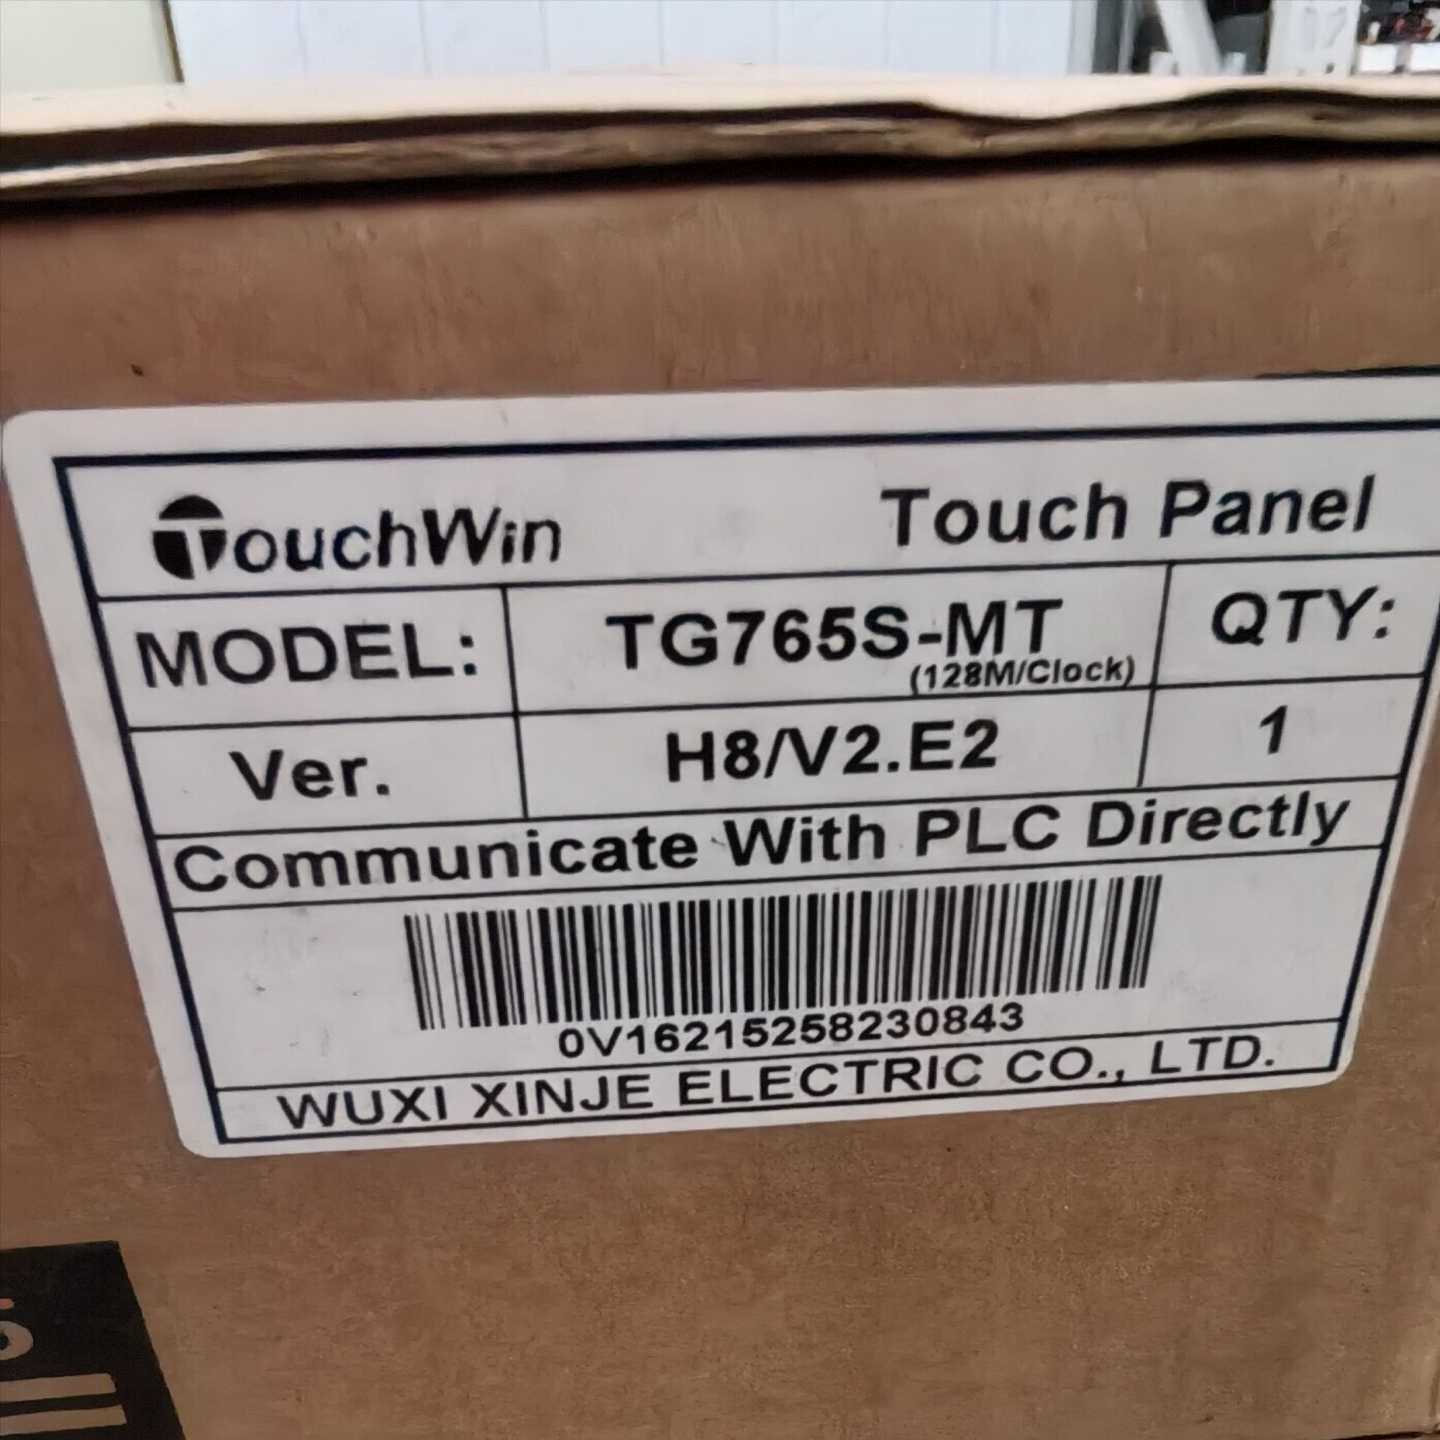 TouchWin Touch Panel
MODEL: TG765S-MT QTY:
(128M/Clock)
Ver. H8/V2.E2 1
Communicate With PLC Directly
0V16215258230843
WUXI XINJE ELECTRIC CO., LTD.